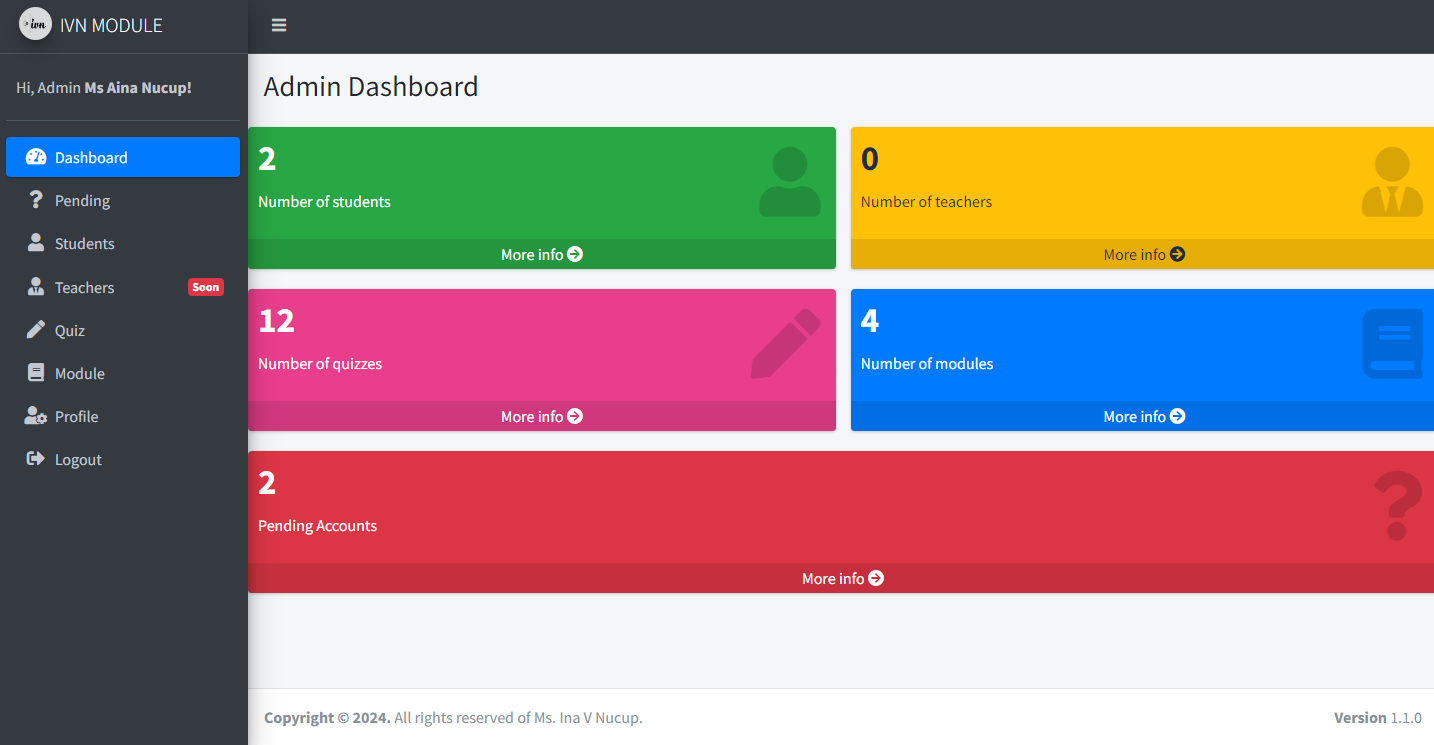 ivn IVN MODULE
Hi, Admin Ms Aina Nucup!
Dashboard
Pending
Students
Teachers Soon
Quiz
Module
Profile
Logout
Admin Dashboard
2
Number of students
More info
0
Number of teachers
More info
12
Number of quizzes
More info
4
Number of modules
More info
2
Pending Accounts
More info
Copyright © 2024. All rights reserved of Ms. Ina V Nucup.
Version 1.1.0